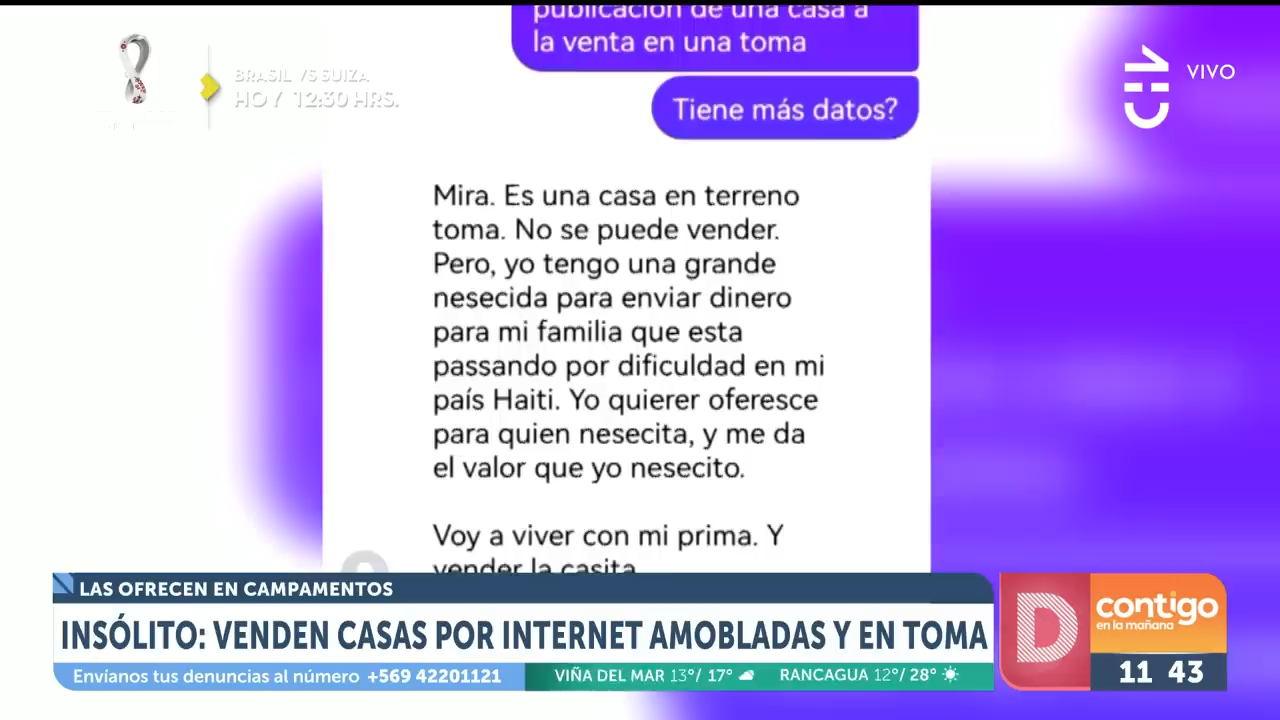 publicación de una casa a
la venta en una toma
BRASIL VS SUIZA
HOY 12:30 HRS.
CHV
VIVO
Tiene más datos?
Mira. Es una casa en terreno
toma. No se puede vender.
Pero, yo tengo una grande
nesecida para enviar dinero
para mi familia que esta
passando por dificuldad en mi
país Haiti. Yo quierer oferesce
para quien nesecita, y me da
el valor que yo nesecito.
Voy a viver con mi prima. Y
vender la casita
LAS OFRECEN EN CAMPAMENTOS
INSÓLITO: VENDEN CASAS POR INTERNET AMOBLADAS Y EN TOMA
D contigo
en la mañana
Envíanos tus denuncias al número +569 42201121
VIÑA DEL MAR 13°/ 17° RANCAGUA 12°/ 28°
11 43